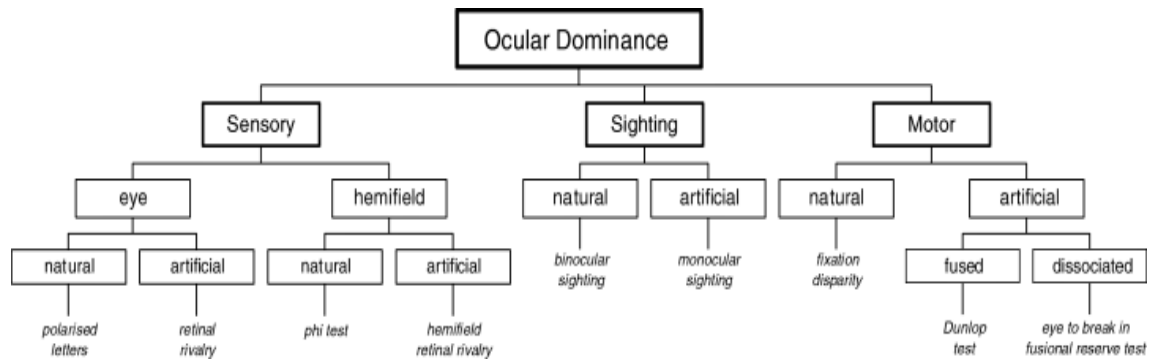 Ocular Dominance
Sensory
Sighting
Motor
eye
hemifield
natural
artificial
natural
artificial
natural
artificial
natural
artificial
binocular
sighting
monocular
sighting
fixation
disparity
fused
dissociated
polarised
letters
retinal
rivalry
phi test
hemifield
retinal rivalry
Dunlop
test
eye to break in
fusional reserve test